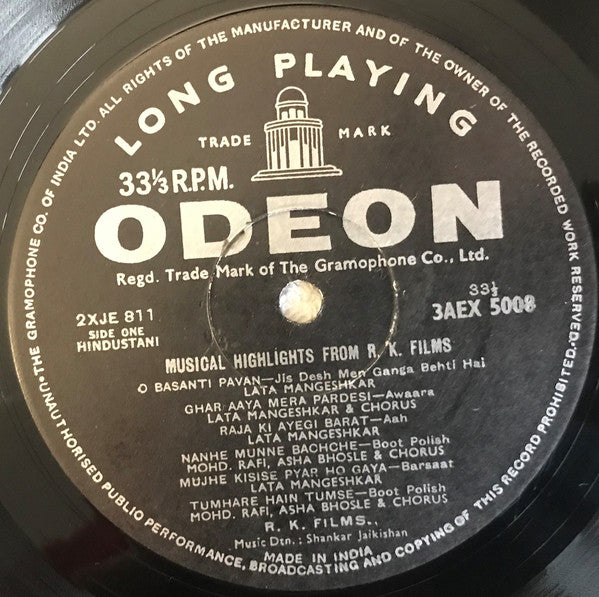 THE GRAMOPHONE CO. OF INDIA LTD. ALL RIGHTS OF THE MANUFACTURER AND OF THE OWNER OF THE RECORDED WORK RESERVED.
LONG PLAYING
TRADE MARK
33⅓ R.P.M.
ODEON
Regd. Trade Mark of The Gramophone Co., Ltd.
2XJE 811
SIDE ONE
HINDUSTANI
33⅓
3AEX 5008
MUSICAL HIGHLIGHTS FROM R. K. FILMS
O BASANTI PAVAN—Jis Desh Men Ganga Behti Hai
LATA MANGESHKAR
GHAR AAYA MERA PARDESI—Awaara
LATA MANGESHKAR & CHORUS
RAJA KI AYEGI BARAT—Aah
LATA MANGESHKAR
NANHE MUNNE BACHCHE—Boot Polish
MOHD. RAFI, ASHA BHOSLE & CHORUS
MUJHE KISISE PYAR HO GAYA—Barsaat
LATA MANGESHKAR
TUMHARE HAIN TUMSE—Boot Polish
MOHD. RAFI, ASHA BHOSLE & CHORUS
R. K. FILMS.,
Music Dtn.: Shankar Jaikishan
MADE IN INDIA
UNAUTHORISED PUBLIC PERFORMANCE, BROADCASTING AND COPYING OF THIS RECORD PROHIBITED.